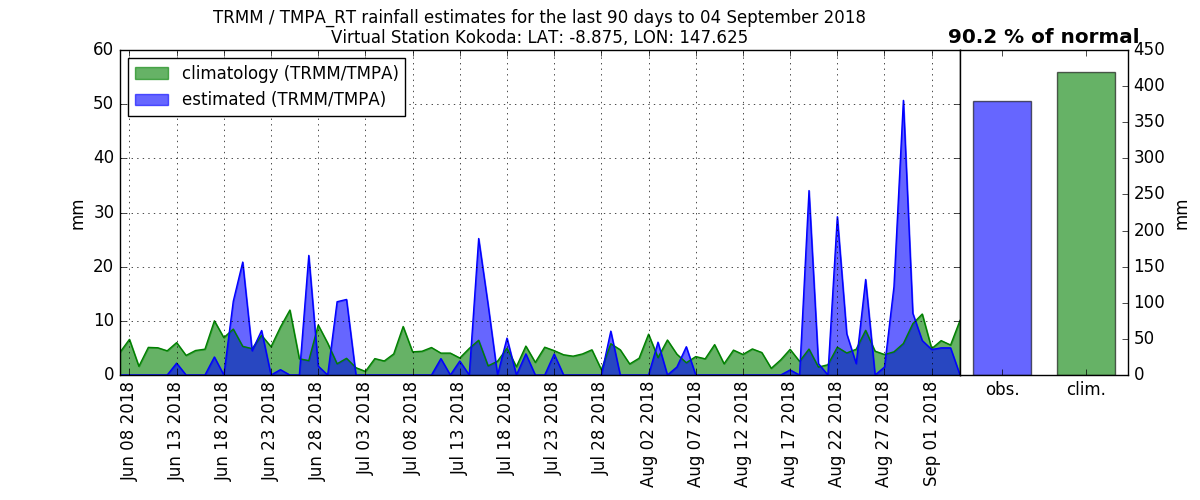 TRMM / TMPA_RT rainfall estimates for the last 90 days to 04 September 2018
Virtual Station Kokoda: LAT: -8.875, LON: 147.625
90.2 % of normal
climatology (TRMM/TMPA)
estimated (TRMM/TMPA)
60
50
40
30
20
10
0
mm
450
400
350
300
250
200
150
100
50
0
mm
Jun 08 2018
Jun 13 2018
Jun 18 2018
Jun 23 2018
Jun 28 2018
Jul 03 2018
Jul 08 2018
Jul 13 2018
Jul 18 2018
Jul 23 2018
Jul 28 2018
Aug 02 2018
Aug 07 2018
Aug 12 2018
Aug 17 2018
Aug 22 2018
Aug 27 2018
Sep 01 2018
obs.
clim.